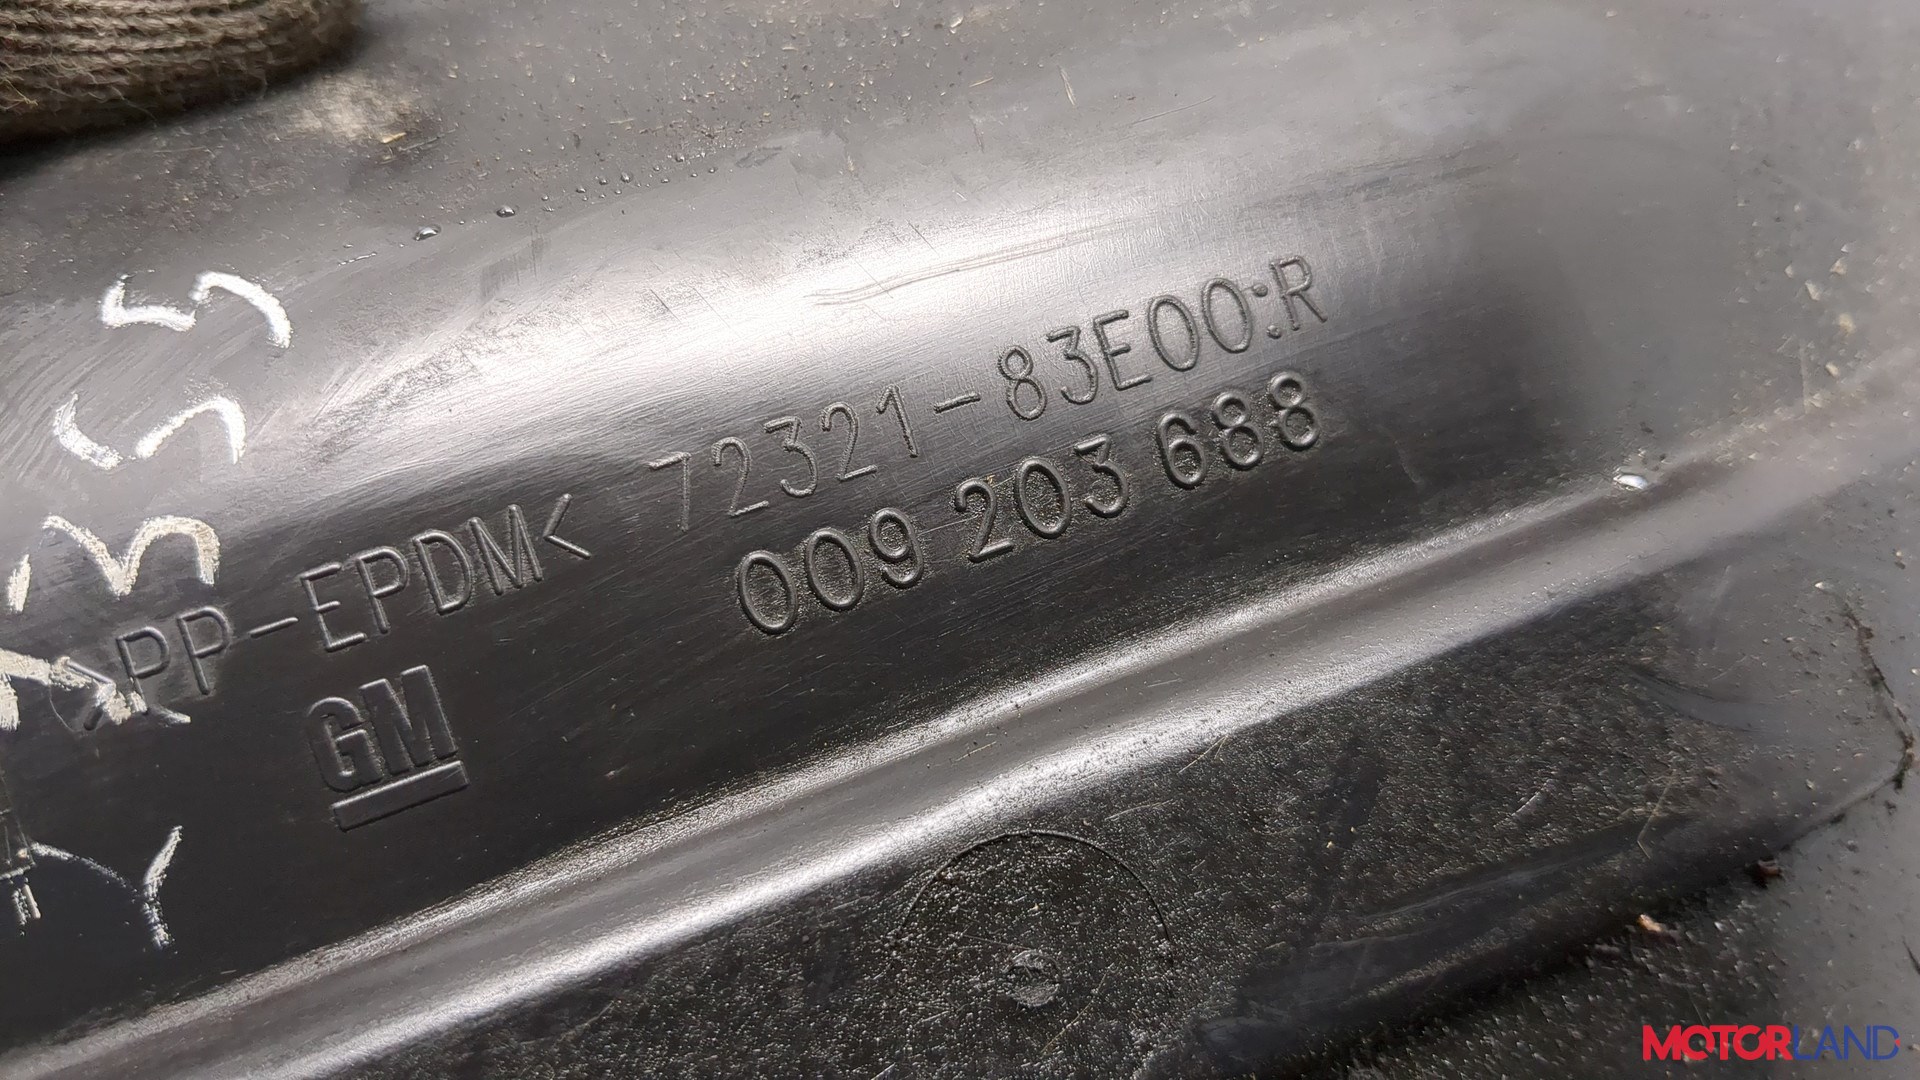 >PP-EPDM< 72321-83E00:R
009 203 688
GM
MOTORLAND